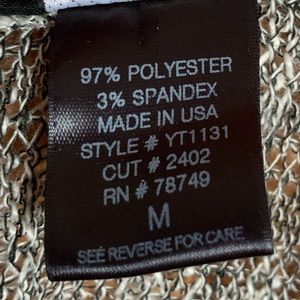 97% POLYESTER
3% SPANDEX
MADE IN USA
STYLE # YT1131
CUT # 2402
RN # 78749
M
SEE REVERSE FOR CARE